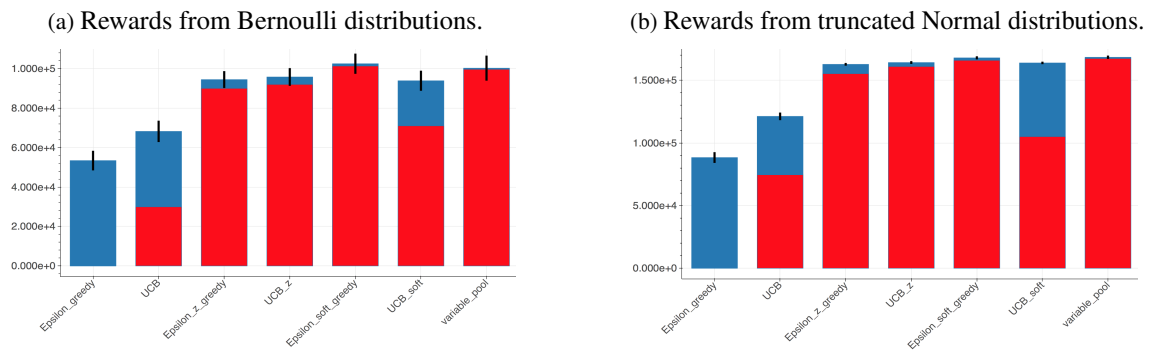 (a) Rewards from Bernoulli distributions.
1.000e+5
8.000e+4
6.000e+4
4.000e+4
2.000e+4
0.000e+0
Epsilon_greedy
UCB
Epsilon_z_greedy
UCB_z
Epsilon_soft_greedy
UCB_soft
variable_pool
(b) Rewards from truncated Normal distributions.
1.500e+5
1.000e+5
5.000e+4
0.000e+0
Epsilon_greedy
UCB
Epsilon_z_greedy
UCB_z
Epsilon_soft_greedy
UCB_soft
variable_pool